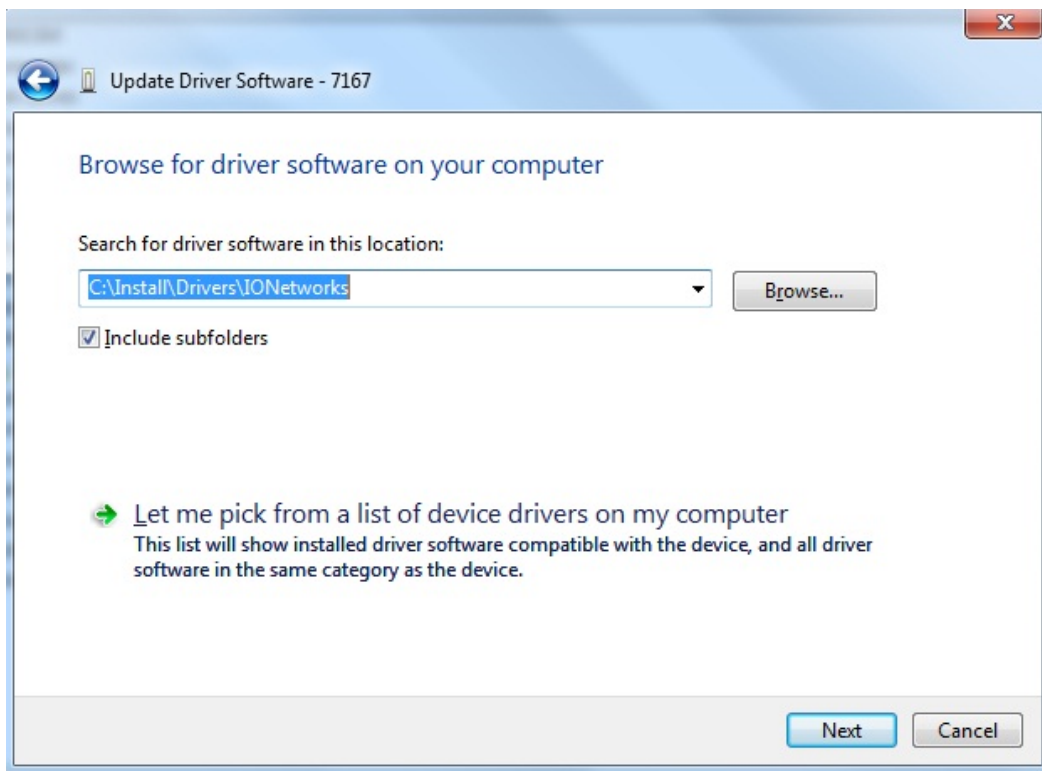 Update Driver Software - 7167
Browse for driver software on your computer
Search for driver software in this location:
C:\Install\Drivers\IONetworks
Browse...
Include subfolders
Let me pick from a list of device drivers on my computer
This list will show installed driver software compatible with the device, and all driver
software in the same category as the device.
Next
Cancel